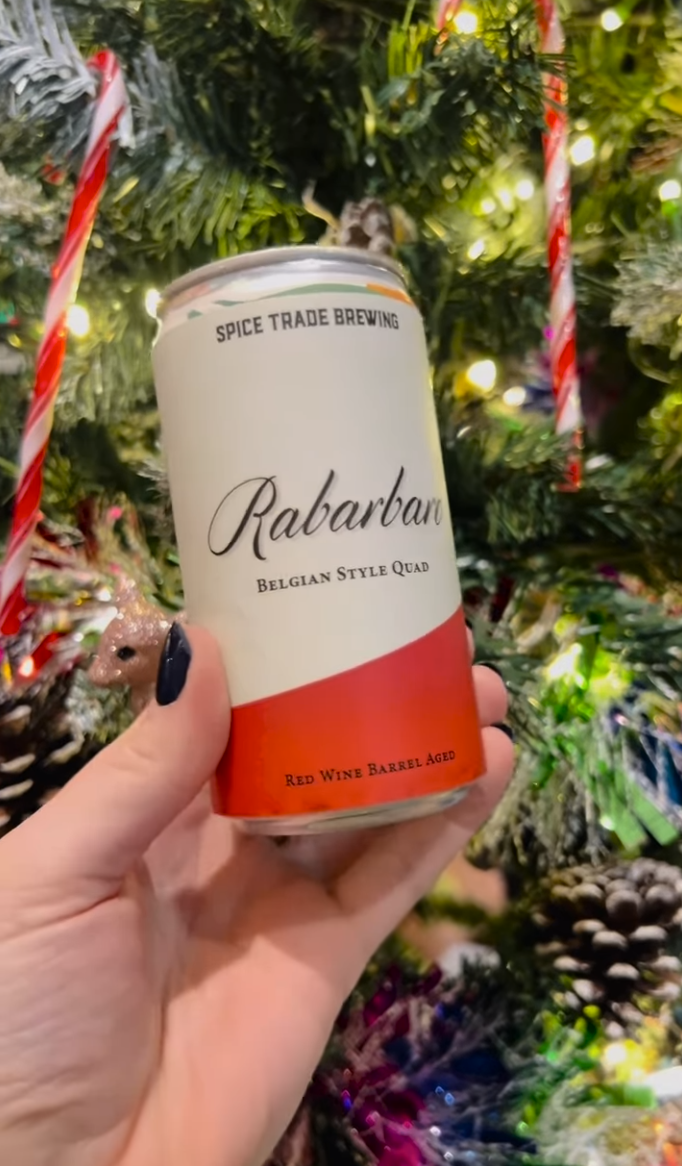 SPICE TRADE BREWING
Rabarbaro
BELGIAN STYLE QUAD
RED WINE BARREL AGED